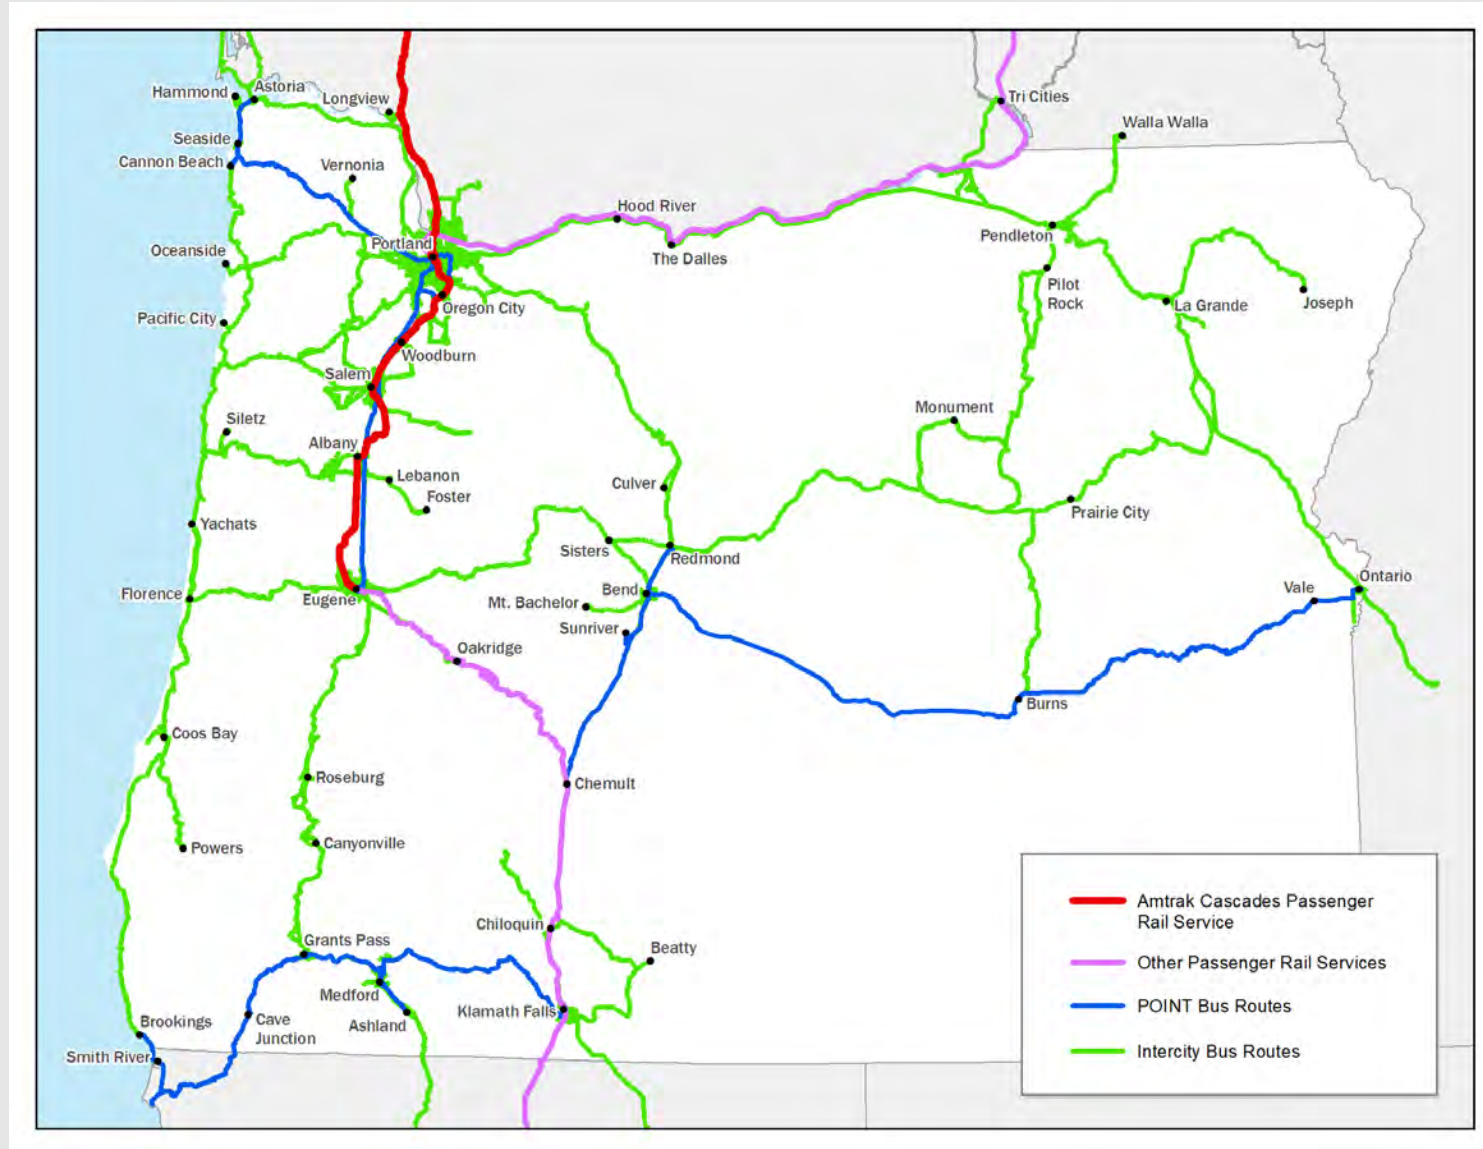 Hammond
Astoria
Longview
Tri Cities
Seaside
Walla Walla
Cannon Beach
Vernonia
Hood River
Portland
Pendleton
Oceanside
The Dalles
Pilot
Rock
Joseph
La Grande
Oregon City
Pacific City
Woodburn
Salem
Monument
Siletz
Albany
Lebanon
Culver
Foster
Prairie City
Yachats
Sisters
Redmond
Ontario
Vale
Bend
Florence
Eugene
Mt. Bachelor
Sunriver
Oakridge
Burns
Coos Bay
Roseburg
Chemult
Canyonville
Powers
Chiloquin
Grants Pass
Beatty
Medford
Klamath Falls
Brookings
Cave
Junction
Ashland
Smith River
Amtrak Cascades Passenger
Rail Service
Other Passenger Rail Services
POINT Bus Routes
Intercity Bus Routes